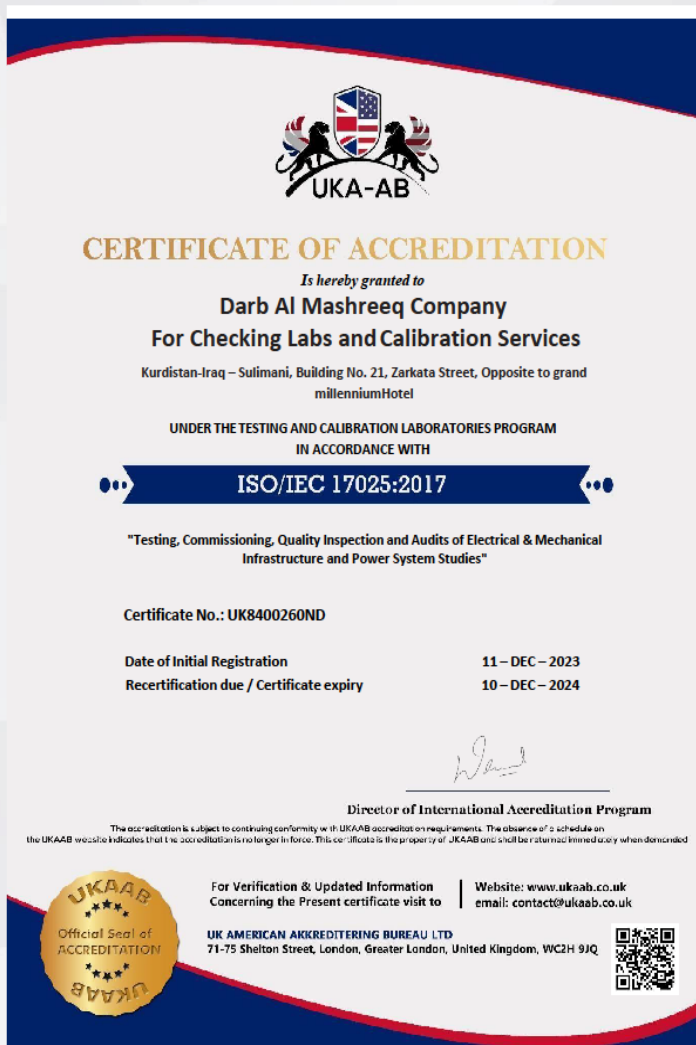 UKA-AB
CERTIFICATE OF ACCREDITATION
Is hereby granted to
Darb Al Mashreeq Company
For Checking Labs and Calibration Services
Kurdistan-Iraq – Sulimani, Building No. 21, Zarkata Street, Opposite to grand
millenniumHotel
UNDER THE TESTING AND CALIBRATION LABORATORIES PROGRAM
IN ACCORDANCE WITH
ISO/IEC 17025:2017
"Testing, Commissioning, Quality Inspection and Audits of Electrical & Mechanical
Infrastructure and Power System Studies"
Certificate No.: UK8400260ND
Date of Initial Registration 11 – DEC – 2023
Recertification due / Certificate expiry 10 – DEC – 2024
Director of International Accreditation Program
The accreditation is subject to continuing conformity with UKAAB accreditation requirements. The absence of a schedule on
the UKAAB website indicates that the accreditation is no longer in force. This certificate is the property of UKAAB and shall be returned immediately when demanded
For Verification & Updated Information
Concerning the Present certificate visit to
Website: www.ukaab.co.uk
email: contact@ukaab.co.uk
UK AMERICAN AKKREDITERING BUREAU LTD
71-75 Shelton Street, London, Greater London, United Kingdom, WC2H 9JQ
UKAAB
Official Seal of
ACCREDITATION
UKAAB